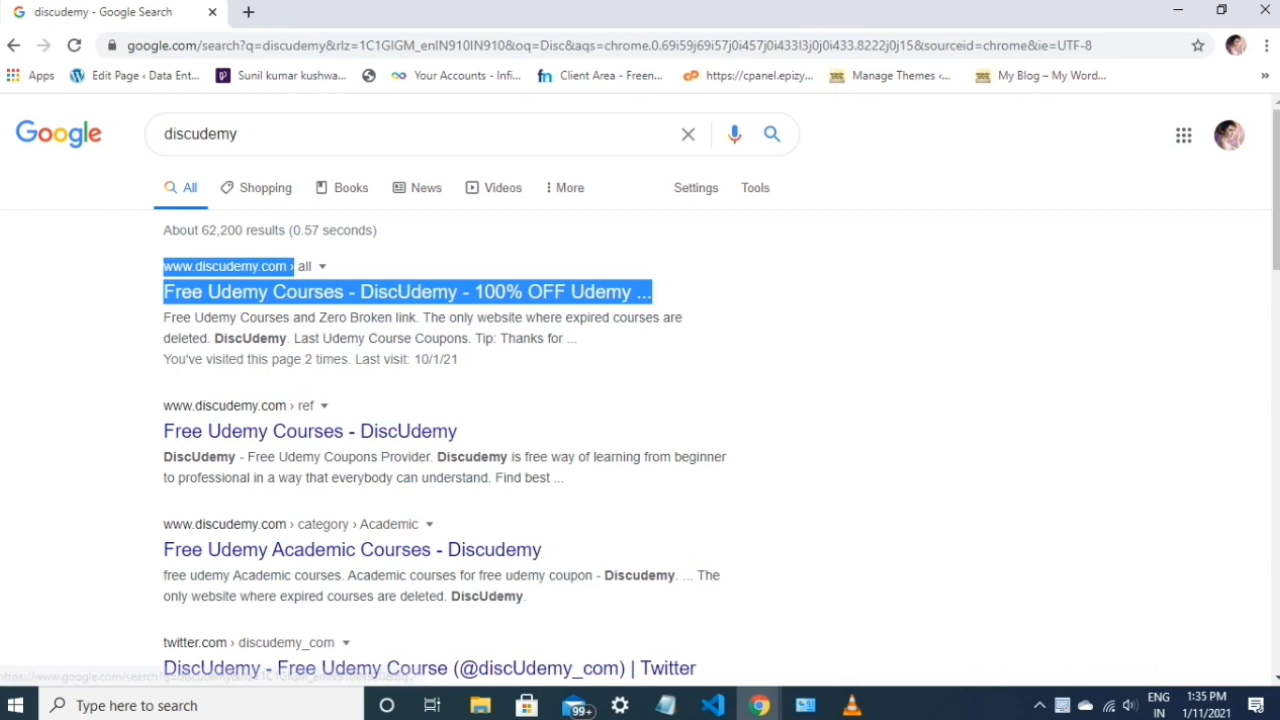 discudemy - Google Search
google.com/search?q=discudemy&rlz=1C1GIGM_enIN910IN910&oq=Disc&aqs=chrome.0.69i59j69i57j0i457j0i433l3j0j0i433.8222j0j15&sourceid=chrome&ie=UTF-8
Apps Edit Page ‹ Data Ent... Sunil kumar kushwa... Your Accounts - Infi... Client Area - Freen... https://cpanel.epizy... Manage Themes ‹... My Blog – My Word... »
Google discudemy
All Shopping Books News Videos More Settings Tools
About 62,200 results (0.57 seconds)
www.discudemy.com › all
Free Udemy Courses - DiscUdemy - 100% OFF Udemy ...
Free Udemy Courses and Zero Broken link. The only website where expired courses are
deleted. DiscUdemy. Last Udemy Course Coupons. Tip: Thanks for ...
You've visited this page 2 times. Last visit: 10/1/21
www.discudemy.com › ref
Free Udemy Courses - DiscUdemy
DiscUdemy - Free Udemy Coupons Provider. Discudemy is free way of learning from beginner
to professional in a way that everybody can understand. Find best ...
www.discudemy.com › category › Academic
Free Udemy Academic Courses - Discudemy
free udemy Academic courses. Academic courses for free udemy coupon - Discudemy. ... The
only website where expired courses are deleted. DiscUdemy.
twitter.com › discudemy_com
DiscUdemy - Free Udemy Course (@discUdemy_com) | Twitter
Type here to search
99+
ENG
IN
1:35 PM
1/11/2021